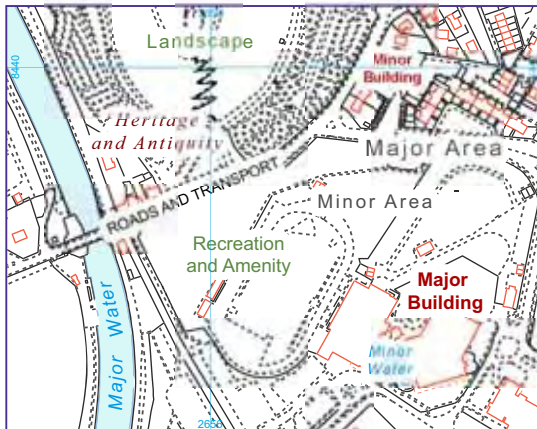 Landscape
8440
Minor
Building
Heritage
and Antiquity
Major Area
ROADS AND TRANSPORT
Minor Area
Recreation
and Amenity
Major
Building
Major Water
Minor
Water
2655